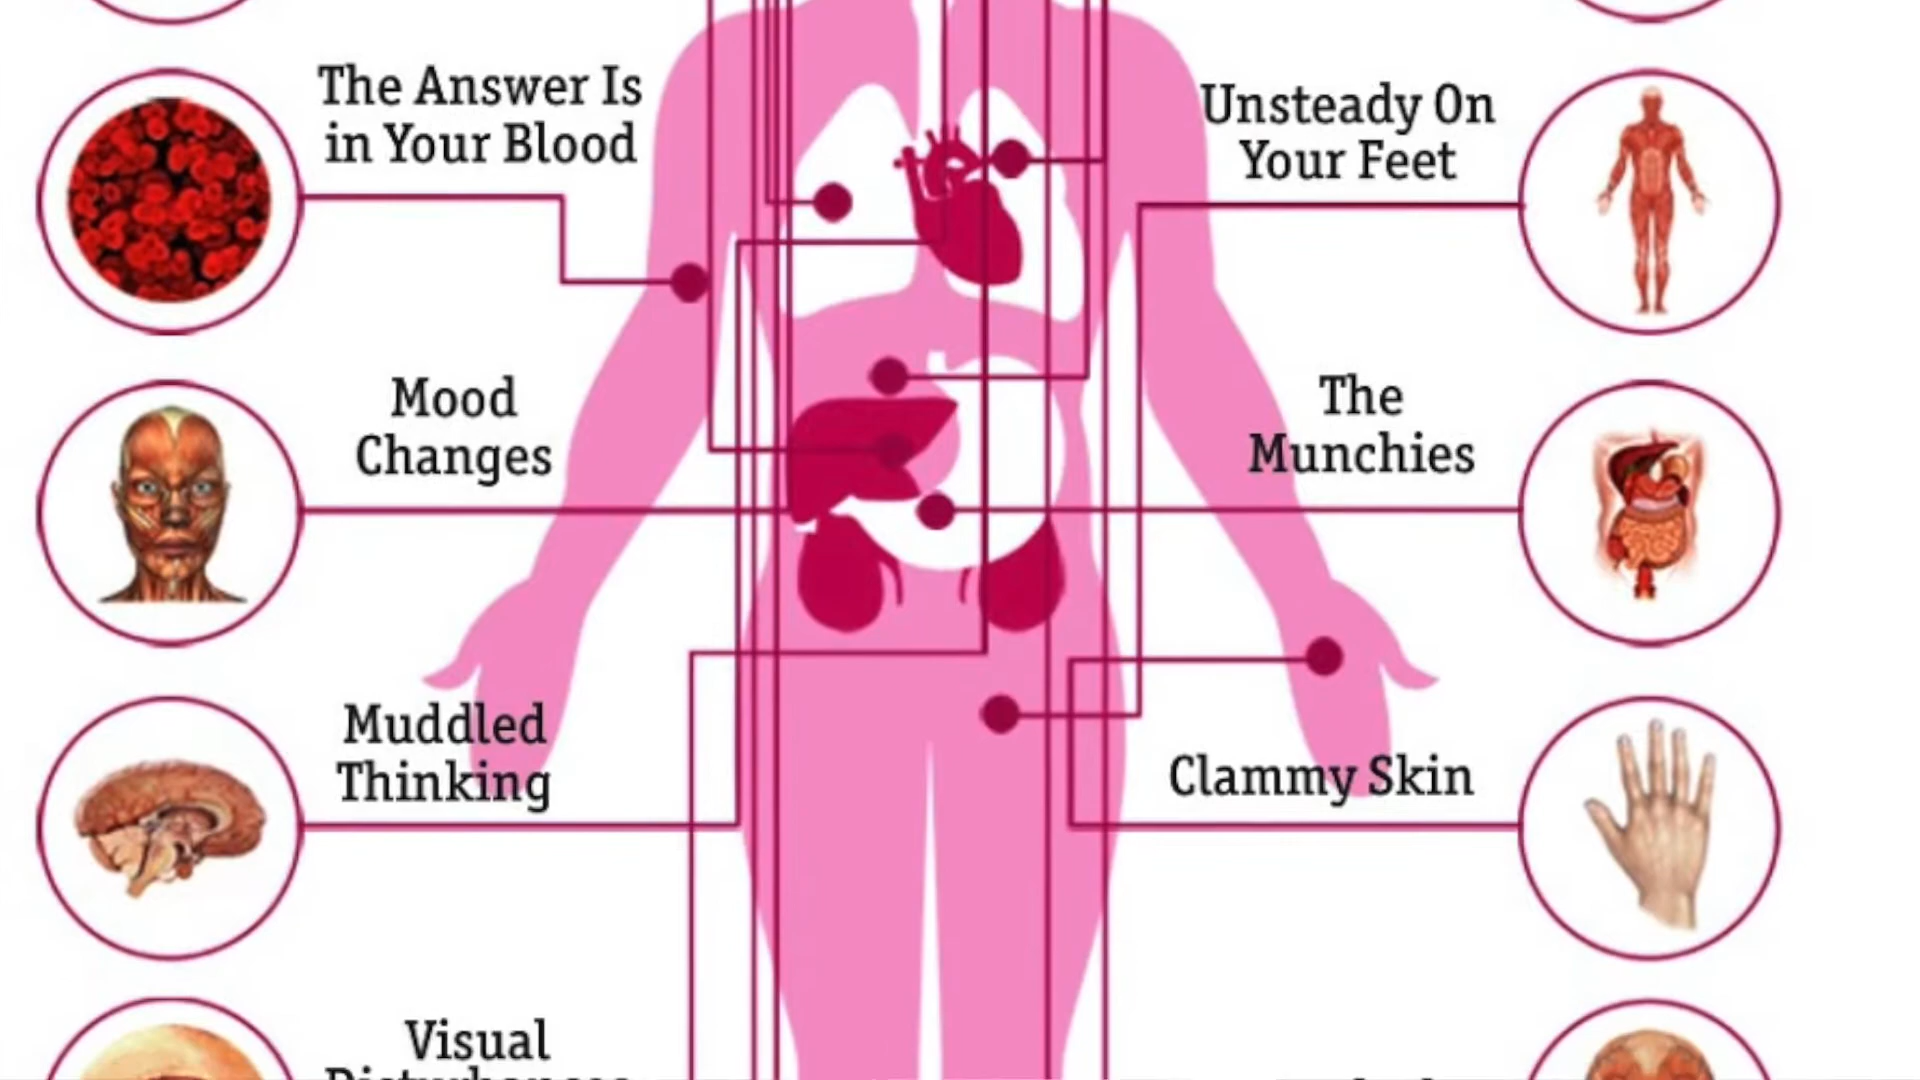 The Answer Is
in Your Blood
Unsteady On
Your Feet
Mood
Changes
The
Munchies
Muddled
Thinking
Clammy Skin
Visual
Disturbances